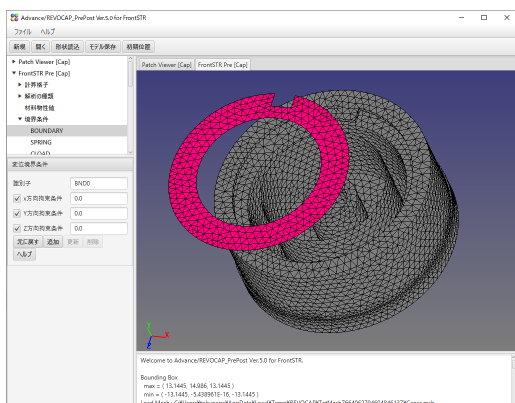 Advance/REVOCAP_PrePost Ver.5.0 for FrontSTR
ファイル ヘルプ
新規 開く 形状読込 モデル保存 初期位置
Patch Viewer [Cap]
FrontSTR Pre [Cap]
計算格子
解析の種類
材料物性値
境界条件
BOUNDARY
SPRING
CLOAD
変位境界条件
識別子 BND0
x方向拘束条件 0.0
Y方向拘束条件 0.0
Z方向拘束条件 0.0
元に戻す 追加 更新 削除
ヘルプ
Patch Viewer [Cap] FrontSTR Pre [Cap]
Y
X
Z
Welcome to Advance/REVOCAP_PrePost Ver.5.0 for FrontSTR.
Bounding Box
max = ( 13.1445, 14.986, 13.1445 )
min = ( -13.1445, -5.438961E-16, -13.1445 )